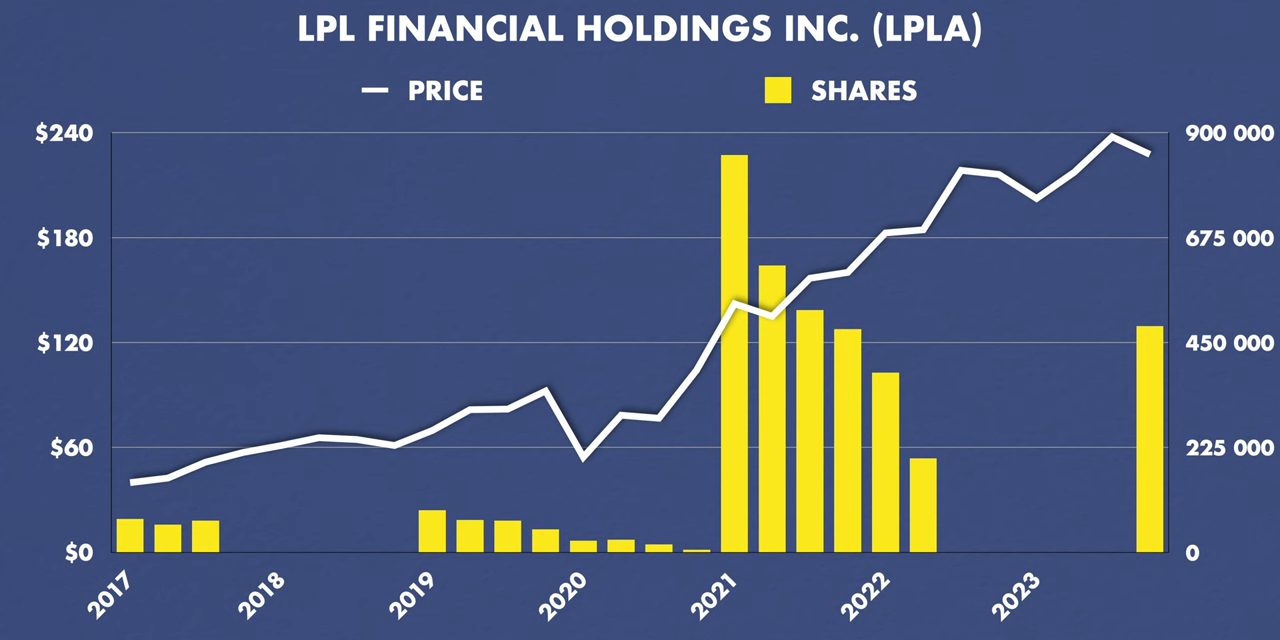 LPL FINANCIAL HOLDINGS INC. (LPLA)
PRICE SHARES
$240 900 000
$180 675 000
$120 450 000
$60 225 000
$0 0
2017 2018 2019 2020 2021 2022 2023